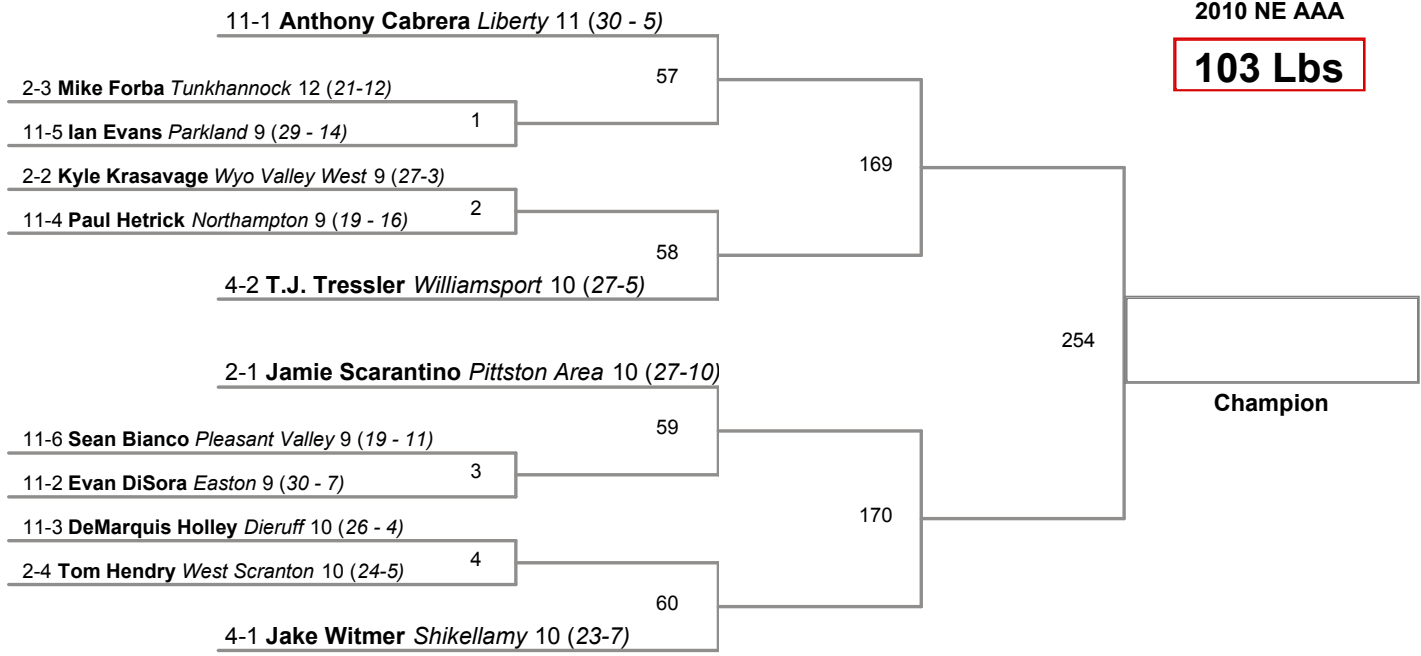 2010 NE AAA
103 Lbs
11-1 Anthony Cabrera Liberty 11 (30 - 5)
57
2-3 Mike Forba Tunkhannock 12 (21-12)
1
11-5 Ian Evans Parkland 9 (29 - 14)
169
2-2 Kyle Krasavage Wyo Valley West 9 (27-3)
2
11-4 Paul Hetrick Northampton 9 (19 - 16)
58
4-2 T.J. Tressler Williamsport 10 (27-5)
254
2-1 Jamie Scarantino Pittston Area 10 (27-10)
Champion
59
11-6 Sean Bianco Pleasant Valley 9 (19 - 11)
3
11-2 Evan DiSora Easton 9 (30 - 7)
170
11-3 DeMarquis Holley Dieruff 10 (26 - 4)
4
2-4 Tom Hendry West Scranton 10 (24-5)
60
4-1 Jake Witmer Shikellamy 10 (23-7)